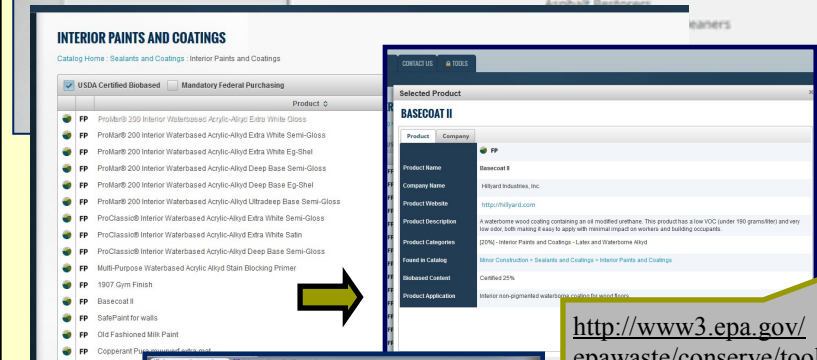 Asphalt Restorers
eaners
INTERIOR PAINTS AND COATINGS
Catalog Home : Sealants and Coatings : Interior Paints and Coatings
USDA Certified Biobased Mandatory Federal Purchasing
Product
FP ProMar® 200 Interior Waterbased Acrylic-Alkyd Extra White Gloss
FP ProMar® 200 Interior Waterbased Acrylic-Alkyd Extra White Semi-Gloss
FP ProMar® 200 Interior Waterbased Acrylic-Alkyd Extra White Eg-Shel
FP ProMar® 200 Interior Waterbased Acrylic-Alkyd Deep Base Semi-Gloss
FP ProMar® 200 Interior Waterbased Acrylic-Alkyd Deep Base Eg-Shel
FP ProMar® 200 Interior Waterbased Acrylic-Alkyd Ultradeep Base Semi-Gloss
FP ProClassic® Interior Waterbased Acrylic-Alkyd Extra White Semi-Gloss
FP ProClassic® Interior Waterbased Acrylic-Alkyd Extra White Satin
FP ProClassic® Interior Waterbased Acrylic-Alkyd Deep Base Semi-Gloss
FP Multi-Purpose Waterbased Acrylic Alkyd Stain Blocking Primer
FP 1907 Gym Finish
FP Basecoat II
FP SafePaint for walls
FP Old Fashioned Milk Paint
FP Copperant Pura
CONTACT US TOOLS
Selected Product
BASECOAT II
Product Company
FP
Product Name Basecoat II
Company Name Hillyard Industries, Inc.
Product Website http://hillyard.com
Product Description A waterborne wood coating containing an oil modified urethane. This product has a low VOC (under 190 grams/liter) and very
low odor, both making it easy to apply with minimal impact on workers and building occupants.
Product Categories [20%] - Interior Paints and Coatings - Latex and Waterborne Alkyd
Found in Catalog Minor Construction > Sealants and Coatings > Interior Paints and Coatings
Biobased Content Certified 25%
Product Application Interior non-pigmented waterborne coating for wood floors
http://www3.epa.gov/
epawaste/conserve/tool